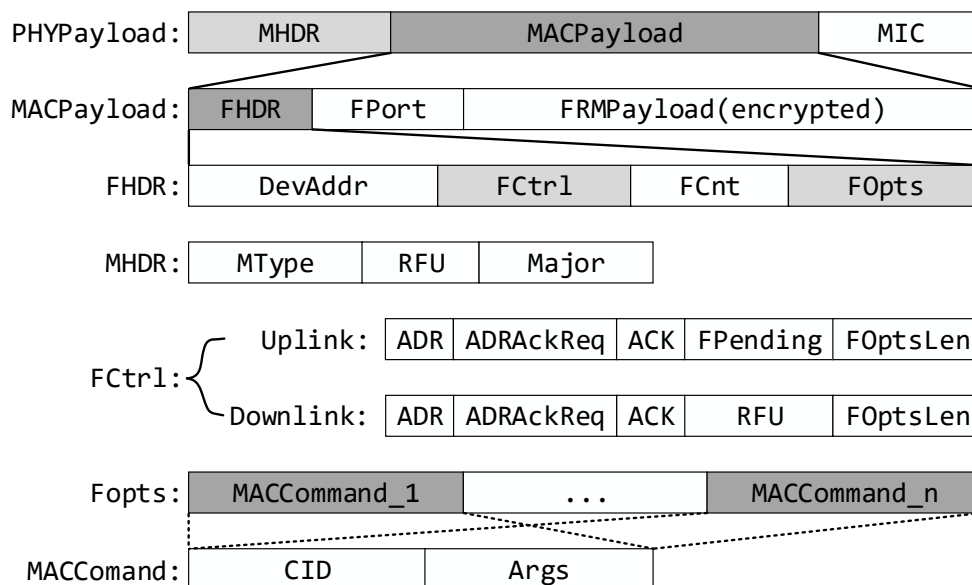 PHYPayload: MHDR MACPayload MIC
MACPayload: FHDR FPort FRMPayload(encrypted)
FHDR: DevAddr FCtrl FCnt FOpts
MHDR: MType RFU Major
Uplink: ADR ADRAckReq ACK FPending FOptsLen
FCtrl:
Downlink: ADR ADRAckReq ACK RFU FOptsLen
Fopts: MACCommand_1 ... MACCommand_n
MACComand: CID Args